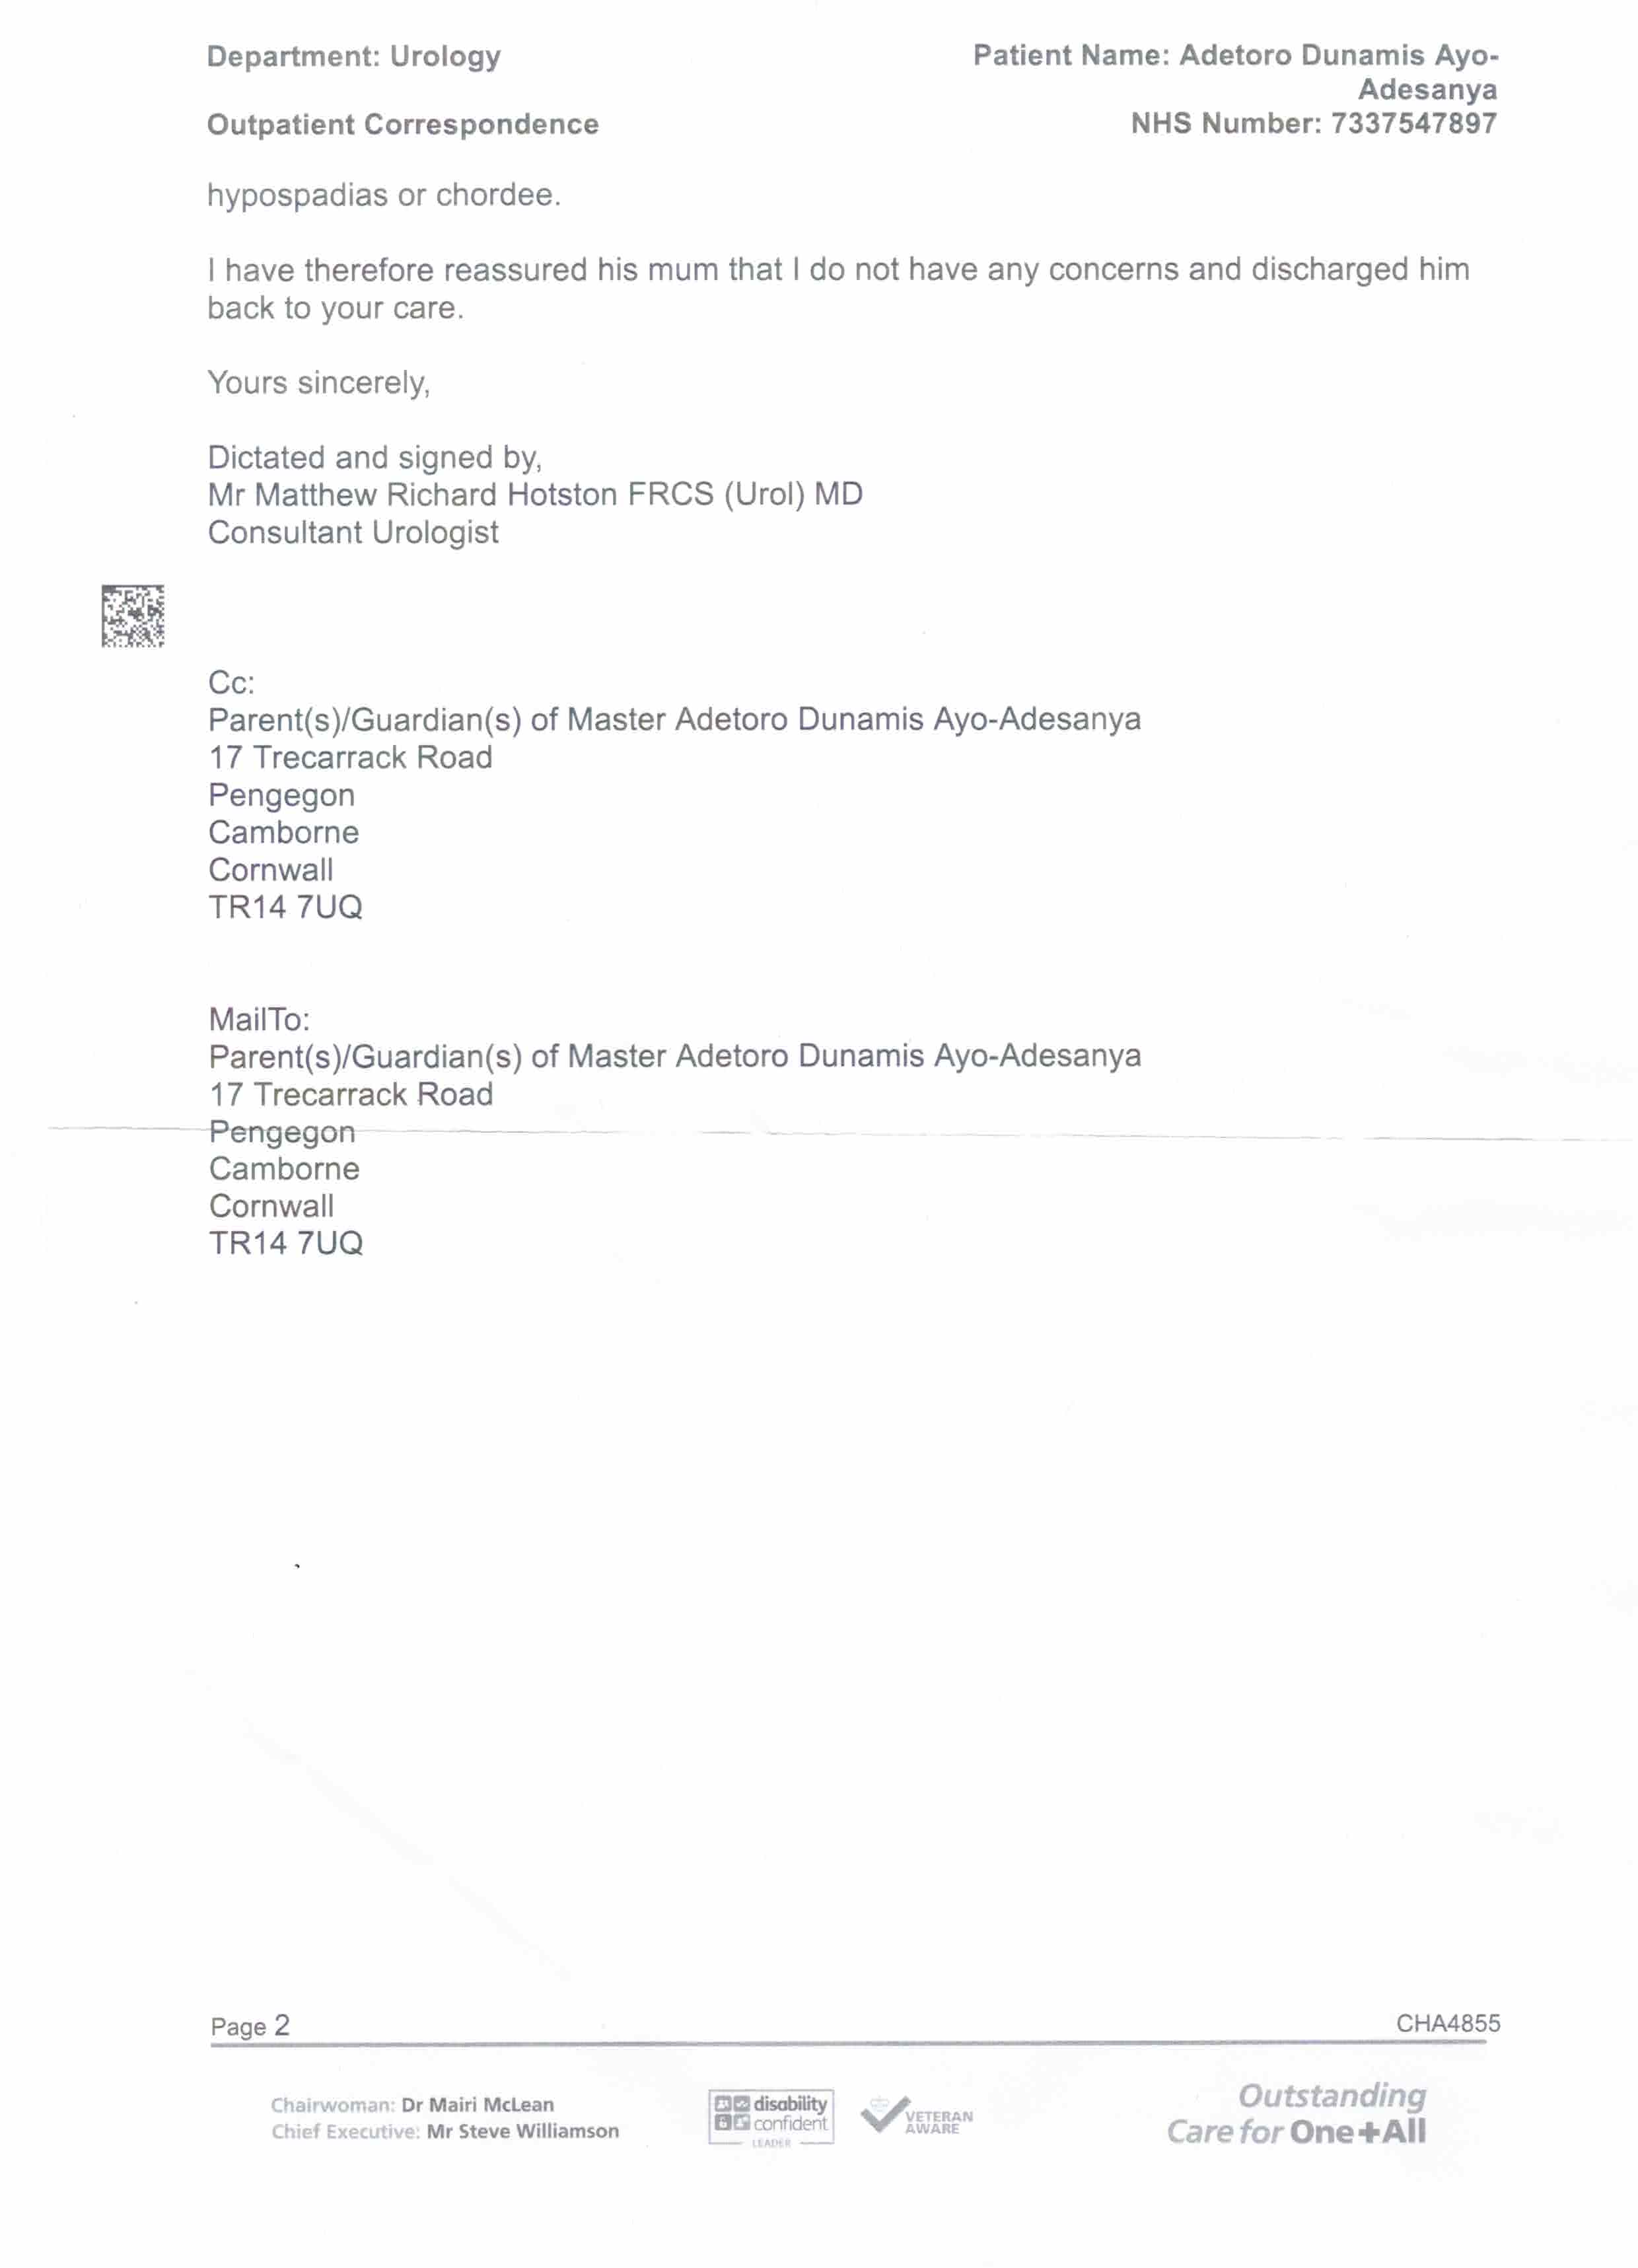 Department: Urology
Patient Name: Adetoro Dunamis Ayo-
Adesanya
Outpatient Correspondence
NHS Number: 7337547897
hypospadias or chordee.
I have therefore reassured his mum that I do not have any concerns and discharged him
back to your care.
Yours sincerely,
Dictated and signed by,
Mr Matthew Richard Hotston FRCS (Urol) MD
Consultant Urologist
Cc:
Parent(s)/Guardian(s) of Master Adetoro Dunamis Ayo-Adesanya
17 Trecarrack Road
Pengegon
Camborne
Cornwall
TR14 7UQ
MailTo:
Parent(s)/Guardian(s) of Master Adetoro Dunamis Ayo-Adesanya
17 Trecarrack Road
Pengegon
Camborne
Cornwall
TR14 7UQ
Page 2
CHA4855
Chairwoman: Dr Mairi McLean
Chief Executive: Mr Steve Williamson
disability
confident
LEADER
VETERAN
AWARE
Outstanding
Care for One+All